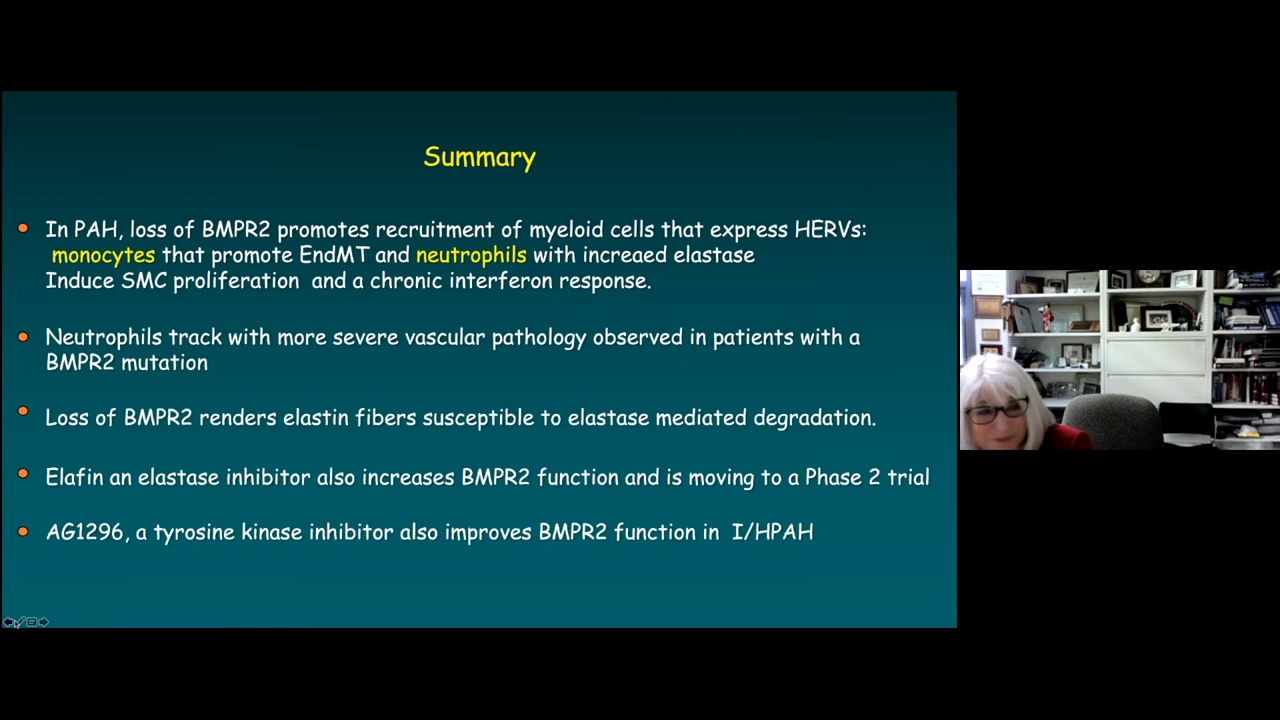 Summary
In PAH, loss of BMPR2 promotes recruitment of myeloid cells that express HERVs:
monocytes that promote EndMT and neutrophils with increaed elastase
Induce SMC proliferation and a chronic interferon response.
Neutrophils track with more severe vascular pathology observed in patients with a
BMPR2 mutation
Loss of BMPR2 renders elastin fibers susceptible to elastase mediated degradation.
Elafin an elastase inhibitor also increases BMPR2 function and is moving to a Phase 2 trial
AG1296, a tyrosine kinase inhibitor also improves BMPR2 function in I/HPAH